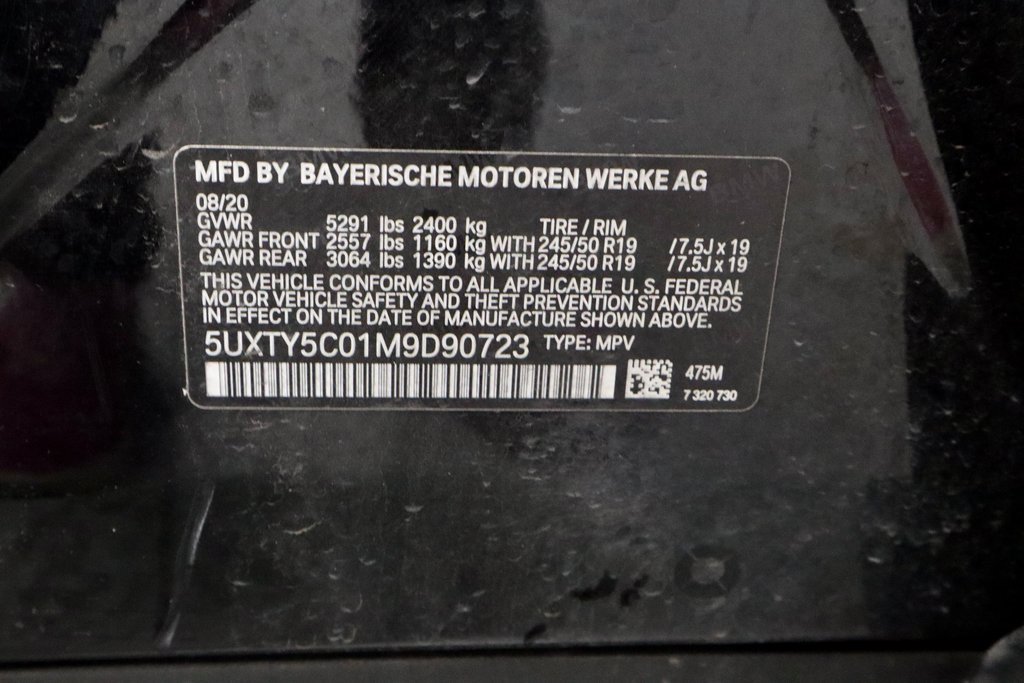 MFD BY BAYERISCHE MOTOREN WERKE AG
08/20
GVWR 5291 lbs 2400 kg TIRE / RIM
GAWR FRONT 2557 lbs 1160 kg WITH 245/50 R19 /7.5J x 19
GAWR REAR 3064 lbs 1390 kg WITH 245/50 R19 /7.5J x 19
THIS VEHICLE CONFORMS TO ALL APPLICABLE U. S. FEDERAL
MOTOR VEHICLE SAFETY AND THEFT PREVENTION STANDARDS
IN EFFECT ON THE DATE OF MANUFACTURE SHOWN ABOVE.
5UXTY5C01M9D90723 TYPE: MPV
475M
7 320 730